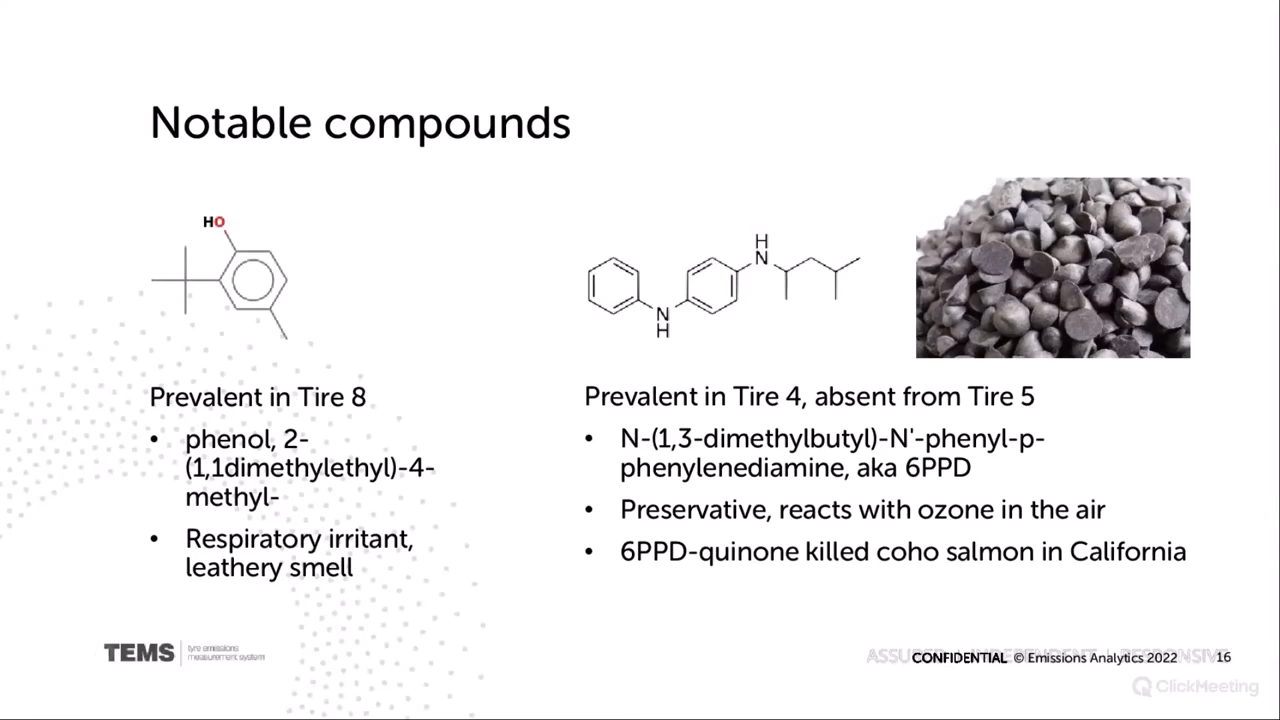 Notable compounds
HO
H
N
N
H
Prevalent in Tire 8
• phenol, 2-
(1,1dimethylethyl)-4-
methyl-
• Respiratory irritant,
leathery smell
Prevalent in Tire 4, absent from Tire 5
• N-(1,3-dimethylbutyl)-N'-phenyl-p-
phenylenediamine, aka 6PPD
• Preservative, reacts with ozone in the air
• 6PPD-quinone killed coho salmon in California
TEMS
tyre emissions
measurement system
CONFIDENTIAL © Emissions Analytics 2022
16
ClickMeeting